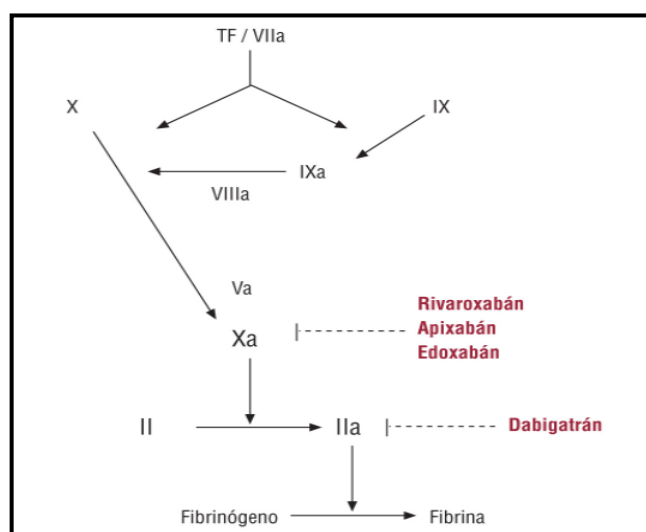 TF / VIIa
X
IX
IXa
VIIIa
Va
Rivaroxabán
Apixabán
Edoxabán
Xa
II
IIa
Dabigatrán
Fibrinógeno
Fibrina